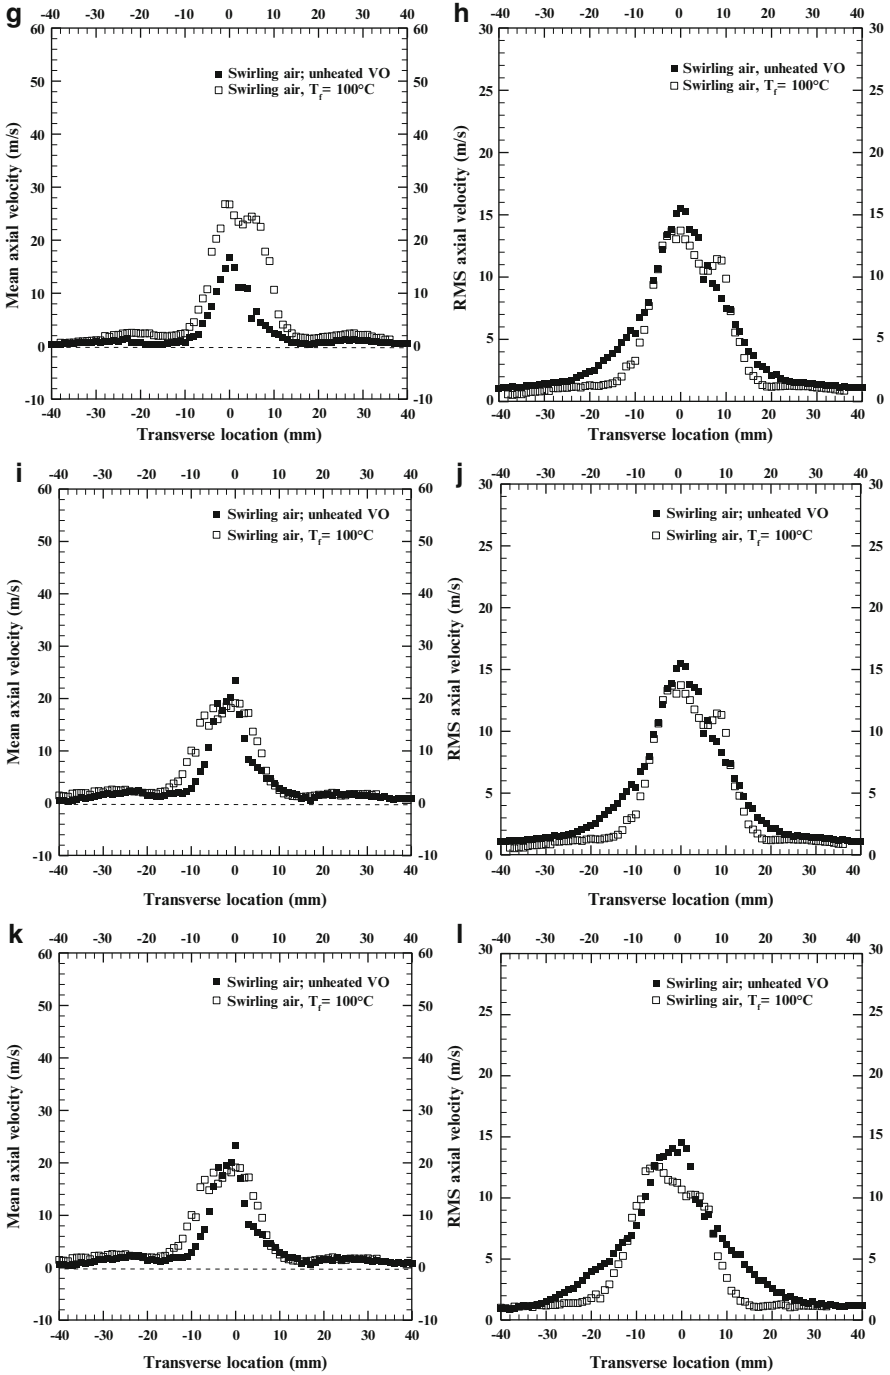 g
-40 -30 -20 -10 0 10 20 30 40
60 60
50 50
40 40
30 30
20 20
10 10
0 0
-10 -10
-40 -30 -20 -10 0 10 20 30 40
Mean axial velocity (m/s)
Transverse location (mm)
Swirling air; unheated VO
Swirling air, Tf= 100°C
h
-40 -30 -20 -10 0 10 20 30 40
30 30
25 25
20 20
15 15
10 10
5 5
0 0
-40 -30 -20 -10 0 10 20 30 40
RMS axial velocity (m/s)
Transverse location (mm)
Swirling air, unheated VO
Swirling air, Tf= 100°C
i
-40 -30 -20 -10 0 10 20 30 40
60 60
50 50
40 40
30 30
20 20
10 10
0 0
-10 -10
-40 -30 -20 -10 0 10 20 30 40
Mean axial velocity (m/s)
Transverse location (mm)
Swirling air; unheated VO
Swirling air, Tf= 100°C
j
-40 -30 -20 -10 0 10 20 30 40
30 30
25 25
20 20
15 15
10 10
5 5
0 0
-40 -30 -20 -10 0 10 20 30 40
RMS axial velocity (m/s)
Transverse location (mm)
Swirling air; unheated VO
Swirling air, Tf= 100°C
k
-40 -30 -20 -10 0 10 20 30 40
60 60
50 50
40 40
30 30
20 20
10 10
0 0
-10 -10
-40 -30 -20 -10 0 10 20 30 40
Mean axial velocity (m/s)
Transverse location (mm)
Swirling air; unheated VO
Swirling air, Tf= 100°C
l
-40 -30 -20 -10 0 10 20 30 40
30 30
25 25
20 20
15 15
10 10
5 5
0 0
-40 -30 -20 -10 0 10 20 30 40
RMS axial velocity (m/s)
Transverse location (mm)
Swirling air; unheated VO
Swirling air, Tf= 100°C